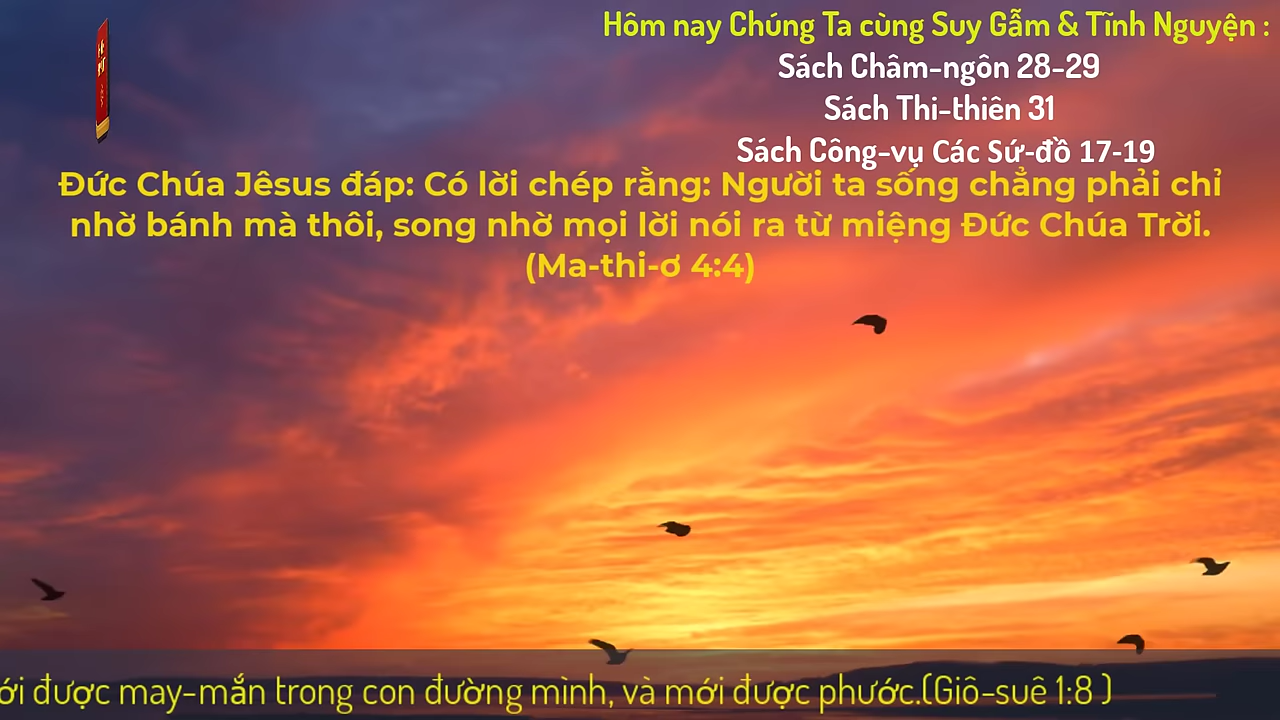 Hôm nay Chúng Ta cùng Suy Gẫm & Tĩnh Nguyện :
Sách Châm-ngôn 28-29
Sách Thi-thiên 31
Sách Công-vụ Các Sứ-đồ 17-19
Đức Chúa Jêsus đáp: Có lời chép rằng: Người ta sống chẳng phải chỉ
nhờ bánh mà thôi, song nhờ mọi lời nói ra từ miệng Đức Chúa Trời.
(Ma-thi-ơ 4:4)
được may-mắn trong con đường mình, và mới được phước.(Giô-suê 1:8 )